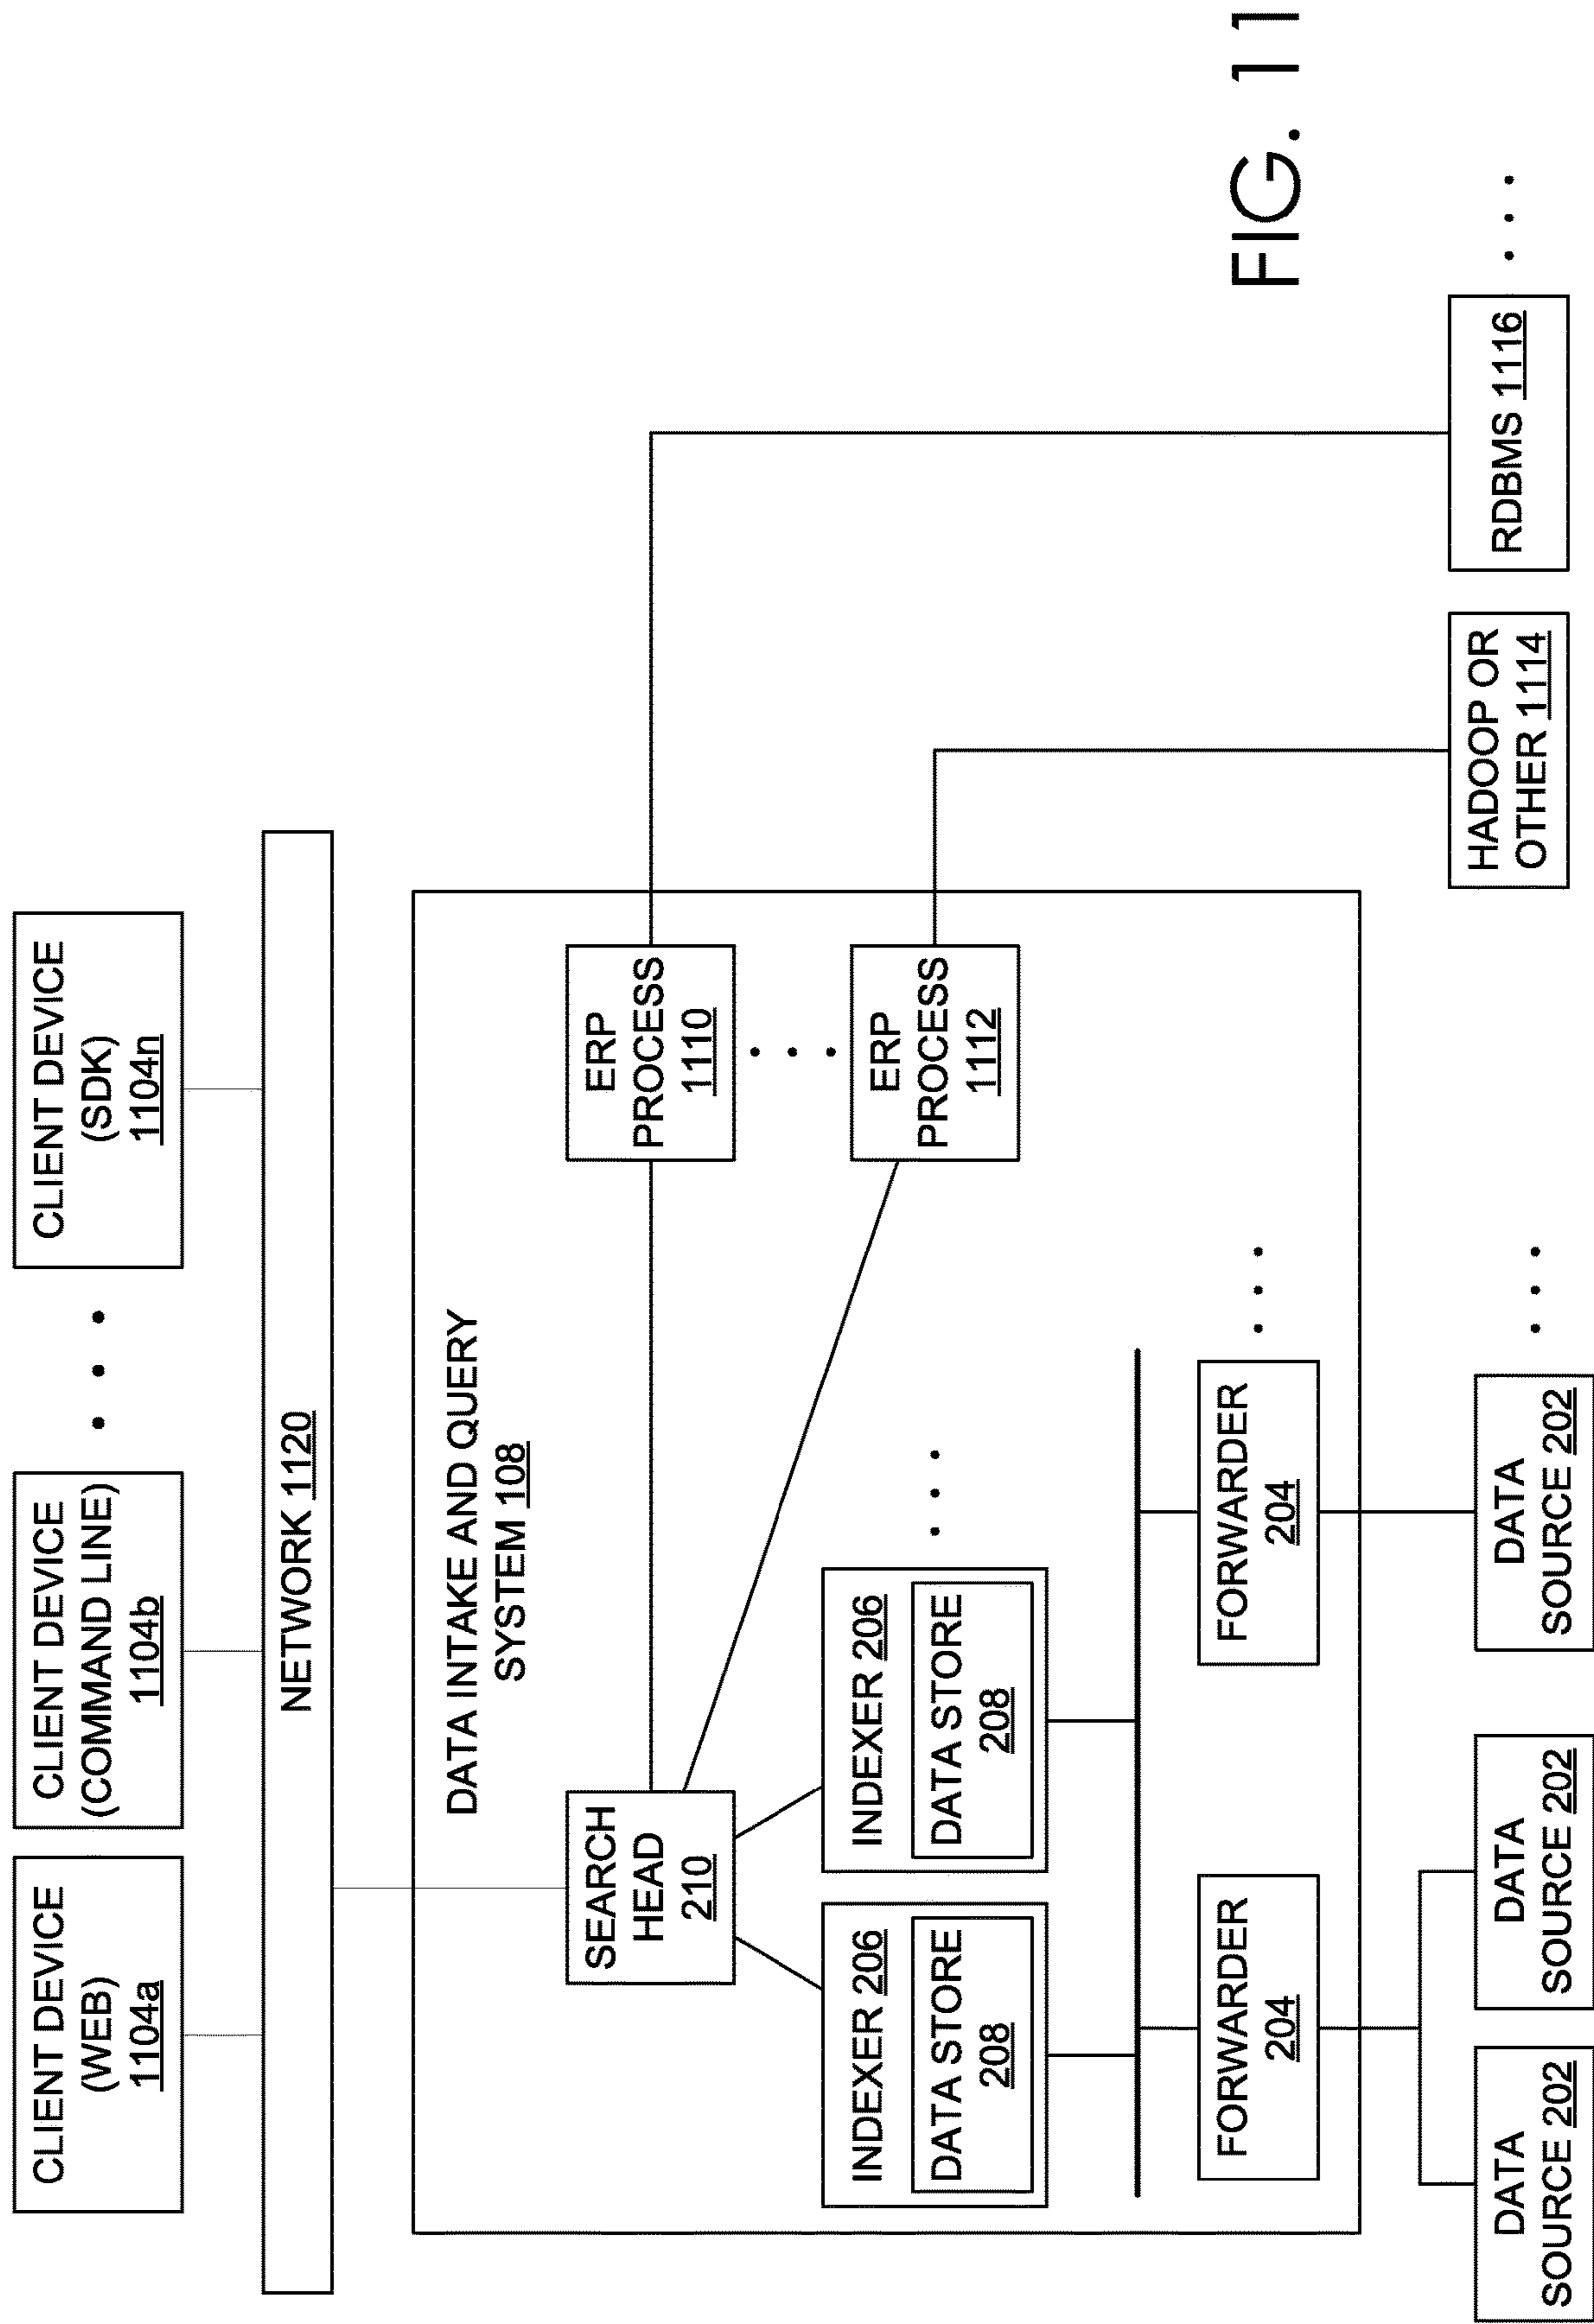 CLIENT DEVICE
(WEB)
1104a
CLIENT DEVICE
(COMMAND LINE)
1104b
CLIENT DEVICE
(SDK)
1104n
NETWORK 1120
DATA INTAKE AND QUERY
SYSTEM 108
SEARCH
HEAD
210
ERP
PROCESS
1110
ERP
PROCESS
1112
INDEXER 206
DATA STORE
208
INDEXER 206
DATA STORE
208
FORWARDER
204
FORWARDER
204
DATA
SOURCE 202
DATA
SOURCE 202
DATA
SOURCE 202
HADOOP OR
OTHER 1114
RDBMS 1116
FIG. 11